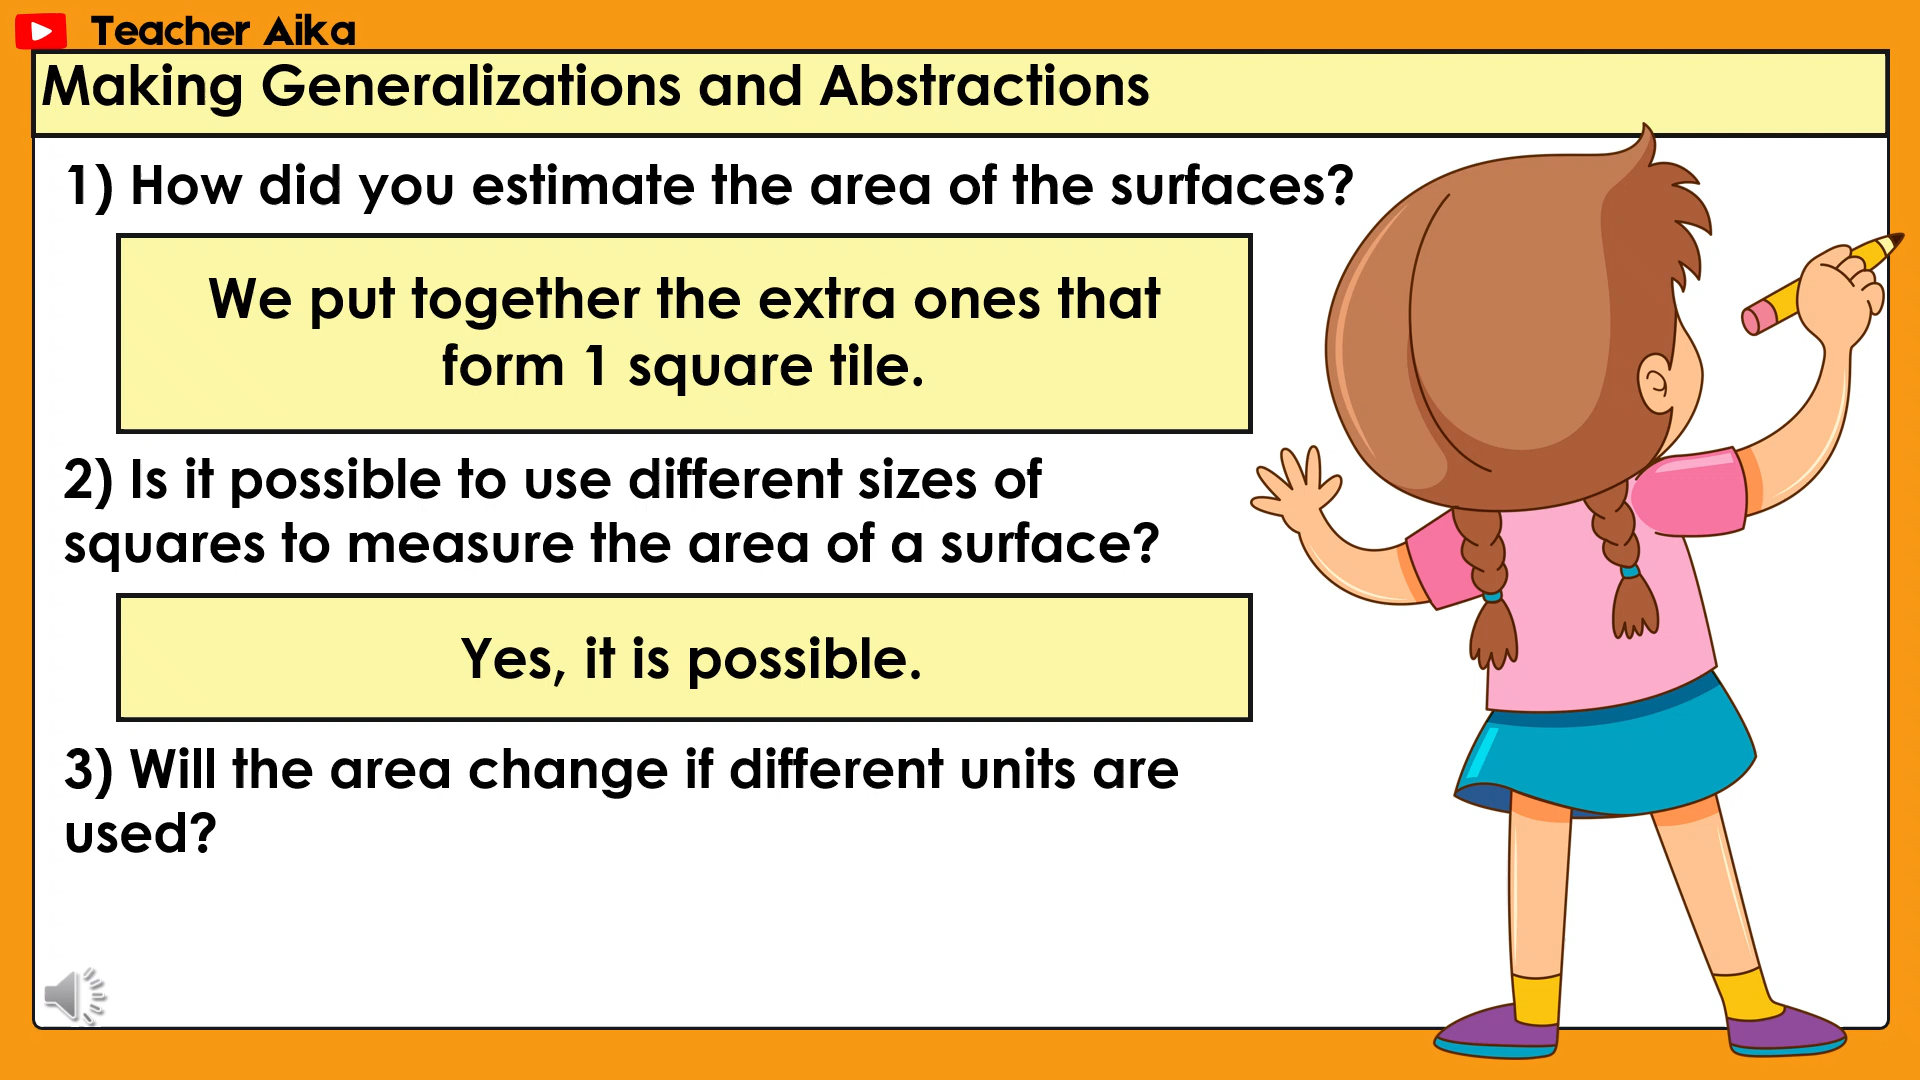 Teacher Aika
Making Generalizations and Abstractions
1) How did you estimate the area of the surfaces?
We put together the extra ones that
form 1 square tile.
2) Is it possible to use different sizes of
squares to measure the area of a surface?
Yes, it is possible.
3) Will the area change if different units are
used?